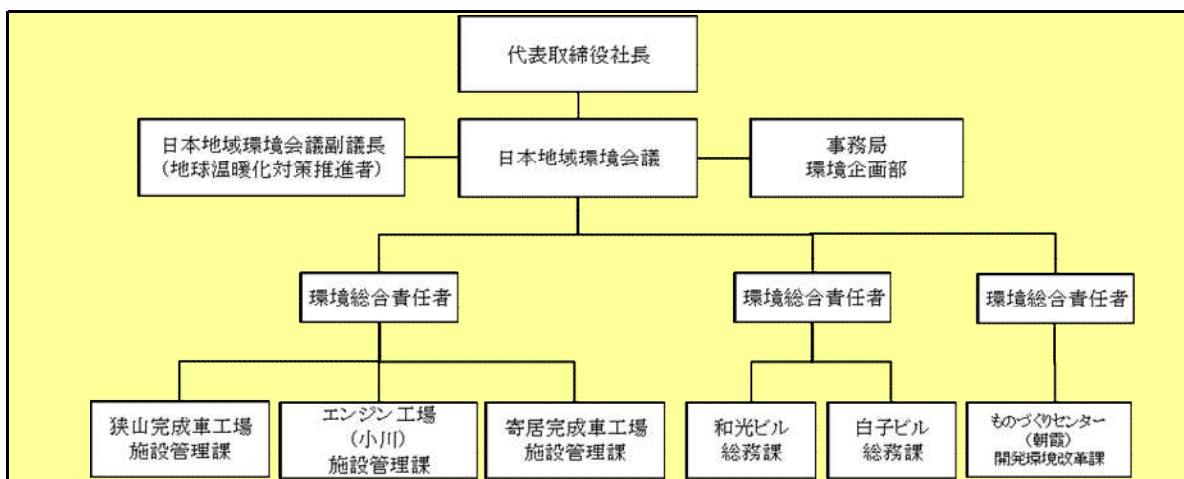 代表取締役社長
日本地域環境会議副議長
(地球温暖化対策推進者)
日本地域環境会議
事務局
環境企画部
環境総合責任者
環境総合責任者
環境総合責任者
狭山完成車工場
施設管理課
エンジン工場
(小川)
施設管理課
寄居完成車工場
施設管理課
和光ビル
総務課
白子ビル
総務課
ものづくりセンター
(朝霞)
開発環境改革課